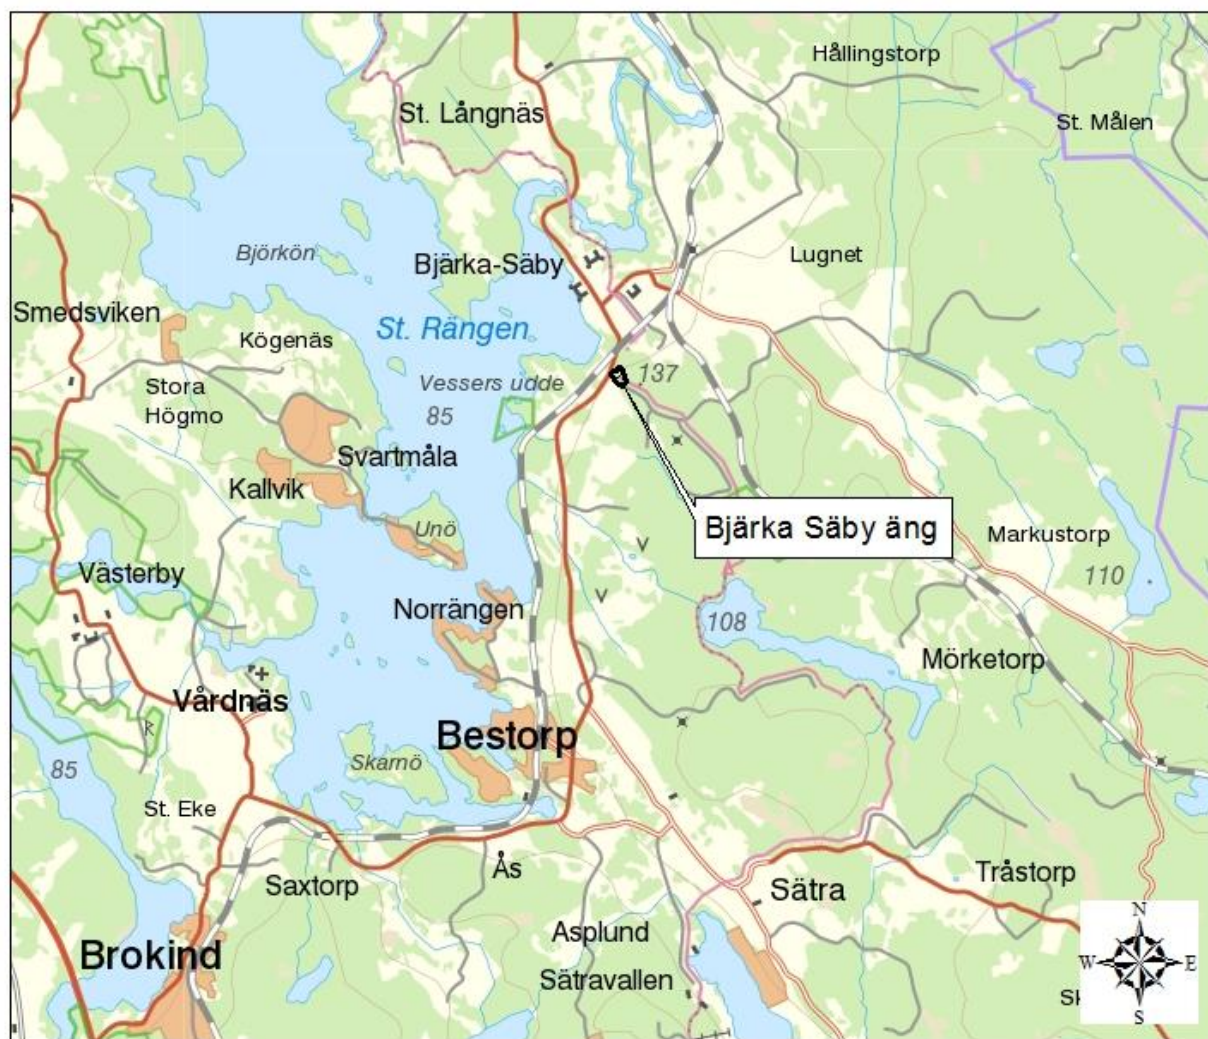 Hållingstorp
St. Långnäs
St. Målen
Björkön
Bjärka-Säby
Lugnet
Smedsviken
St. Rängen
Kögenäs
Stora
Högmo
Vessers udde
137
85
Svartmåla
Kallvik
Unö
Bjärka Säby äng
Markustorp
110
Västerby
Norrängen
108
Mörketorp
Vårdnäs
Bestorp
Skamö
85
St. Eke
Saxtorp
Ås
Sätra
Tråstorp
Asplund
Sätravallen
Brokind
N
W
E
S